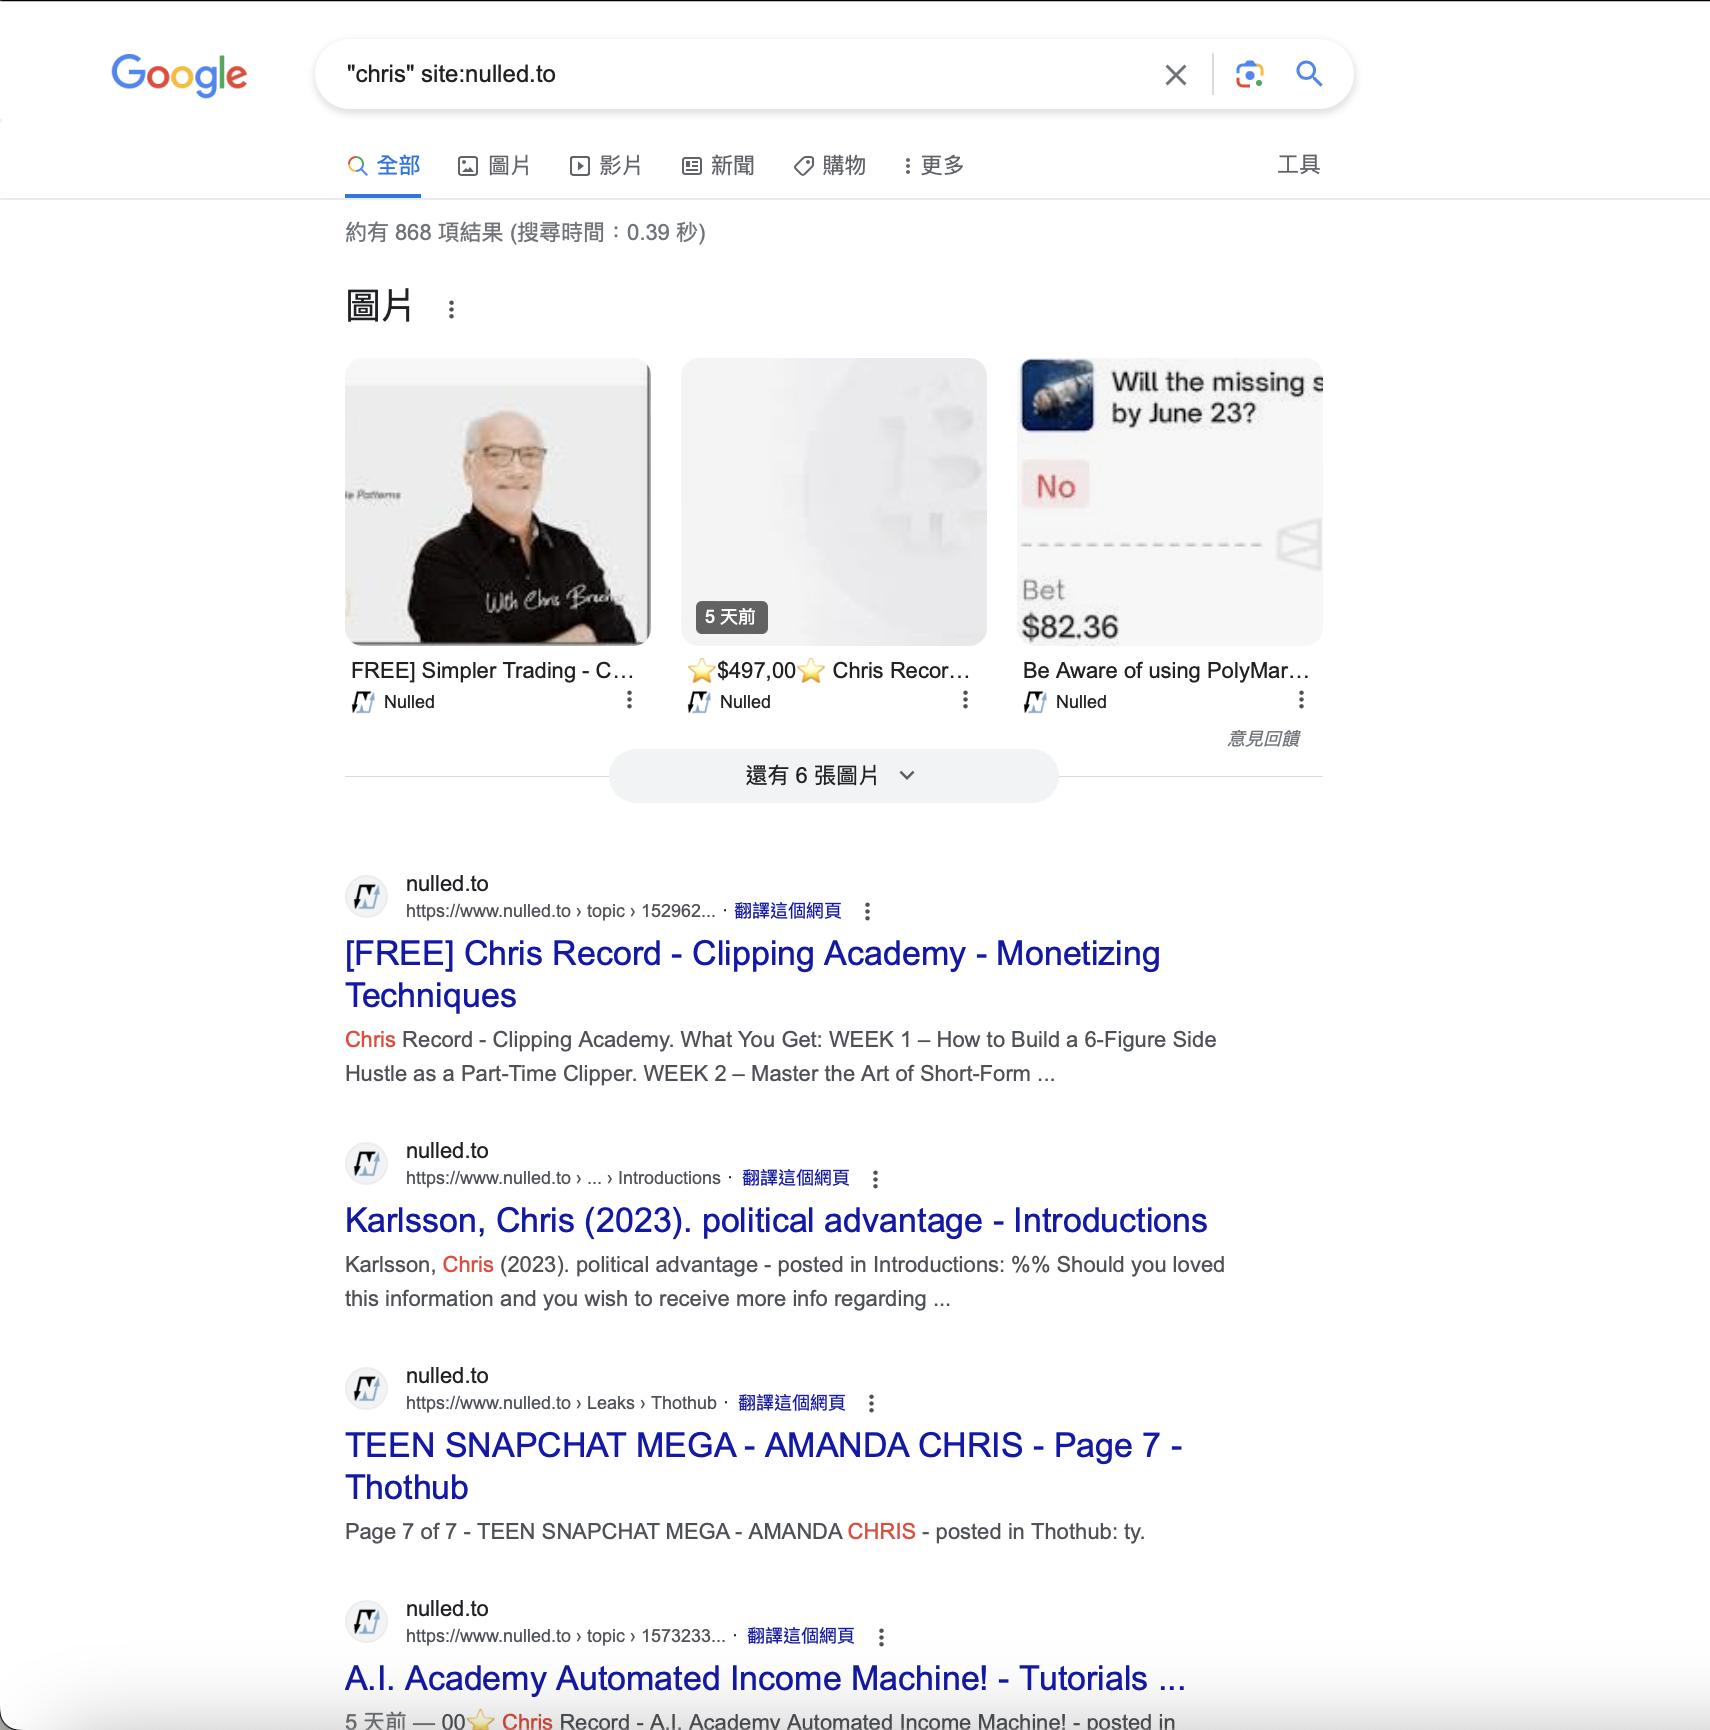 Google
"chris" site:nulled.to
全部
圖片
影片
新聞
購物
更多
工具
約有 868 項結果 (搜尋時間：0.39 秒)
圖片
le Patterns
With Chris
FREE] Simpler Trading - C...
Nulled
5 天前
⭐$497,00⭐ Chris Recor...
Nulled
Will the missing s
by June 23?
No
Bet
$82.36
Be Aware of using PolyMar...
Nulled
意見回饋
還有 6 張圖片
nulled.to
https://www.nulled.to › topic › 152962... · 翻譯這個網頁
[FREE] Chris Record - Clipping Academy - Monetizing
Techniques
Chris Record - Clipping Academy. What You Get: WEEK 1 – How to Build a 6-Figure Side
Hustle as a Part-Time Clipper. WEEK 2 – Master the Art of Short-Form ...
nulled.to
https://www.nulled.to › ... › Introductions · 翻譯這個網頁
Karlsson, Chris (2023). political advantage - Introductions
Karlsson, Chris (2023). political advantage - posted in Introductions: %% Should you loved
this information and you wish to receive more info regarding ...
nulled.to
https://www.nulled.to › Leaks › Thothub · 翻譯這個網頁
TEEN SNAPCHAT MEGA - AMANDA CHRIS - Page 7 -
Thothub
Page 7 of 7 - TEEN SNAPCHAT MEGA - AMANDA CHRIS - posted in Thothub: ty.
nulled.to
https://www.nulled.to › topic › 1573233... · 翻譯這個網頁
A.I. Academy Automated Income Machine! - Tutorials ...
5 天前 — 00⭐ Chris Record - A.I. Academy Automated Income Machine! - posted in